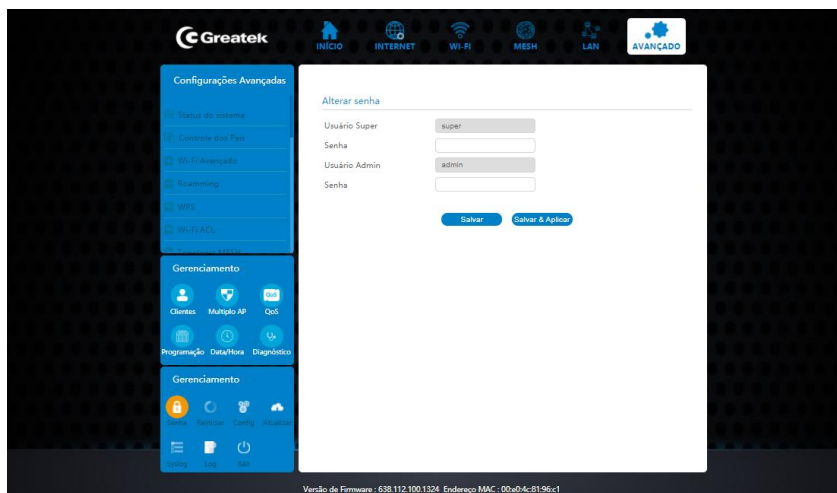 Greatek
INÍCIO INTERNET WI-FI MESH LAN AVANÇADO
Configurações Avançadas
Status do sistema
Controle dos Pais
Wi-Fi Avançado
Roamming
WPS
Wi-Fi ACL
Gerenciamento
QoS
Clientes Multiplo AP QoS
Programação Data/Hora Diagnóstico
Gerenciamento
Senha Reiniciar Config Atualizar
Syslog Log Sair
Alterar senha
Usuário Super super
Senha
Usuário Admin admin
Senha
Salvar Salvar & Aplicar
Versão de Firmware : 638.112.100.1324 Endereço MAC : 00:e0:4c:81:96:c1